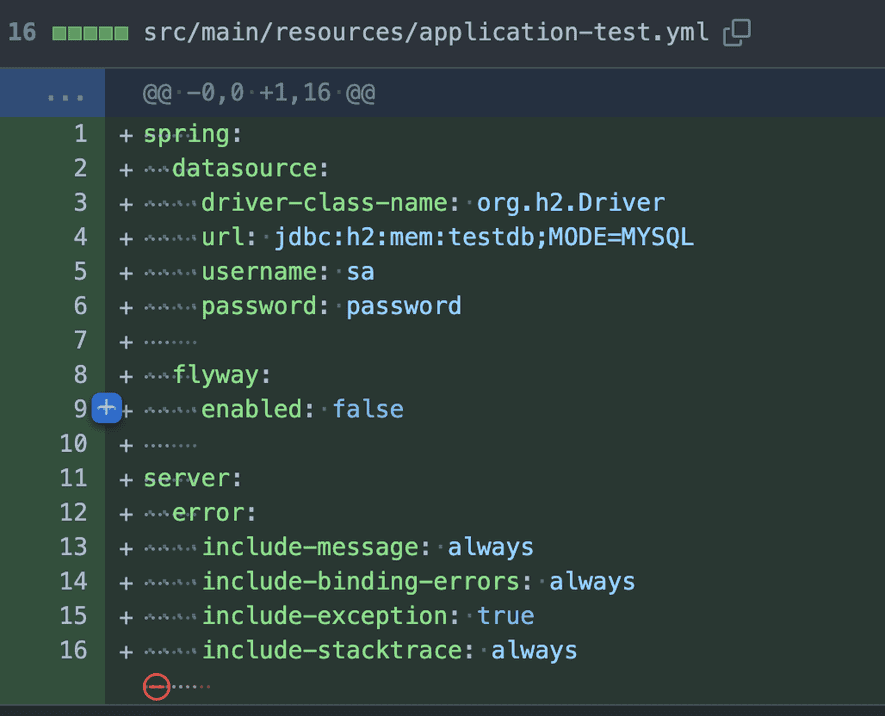 16 src/main/resources/application-test.yml
... @@ -0,0 +1,16 @@
1 + spring:
2 + datasource:
3 + driver-class-name: org.h2.Driver
4 + url: jdbc:h2:mem:testdb;MODE=MYSQL
5 + username: sa
6 + password: password
7 +
8 + flyway:
9 + enabled: false
10 +
11 + server:
12 + error:
13 + include-message: always
14 + include-binding-errors: always
15 + include-exception: true
16 + include-stacktrace: always